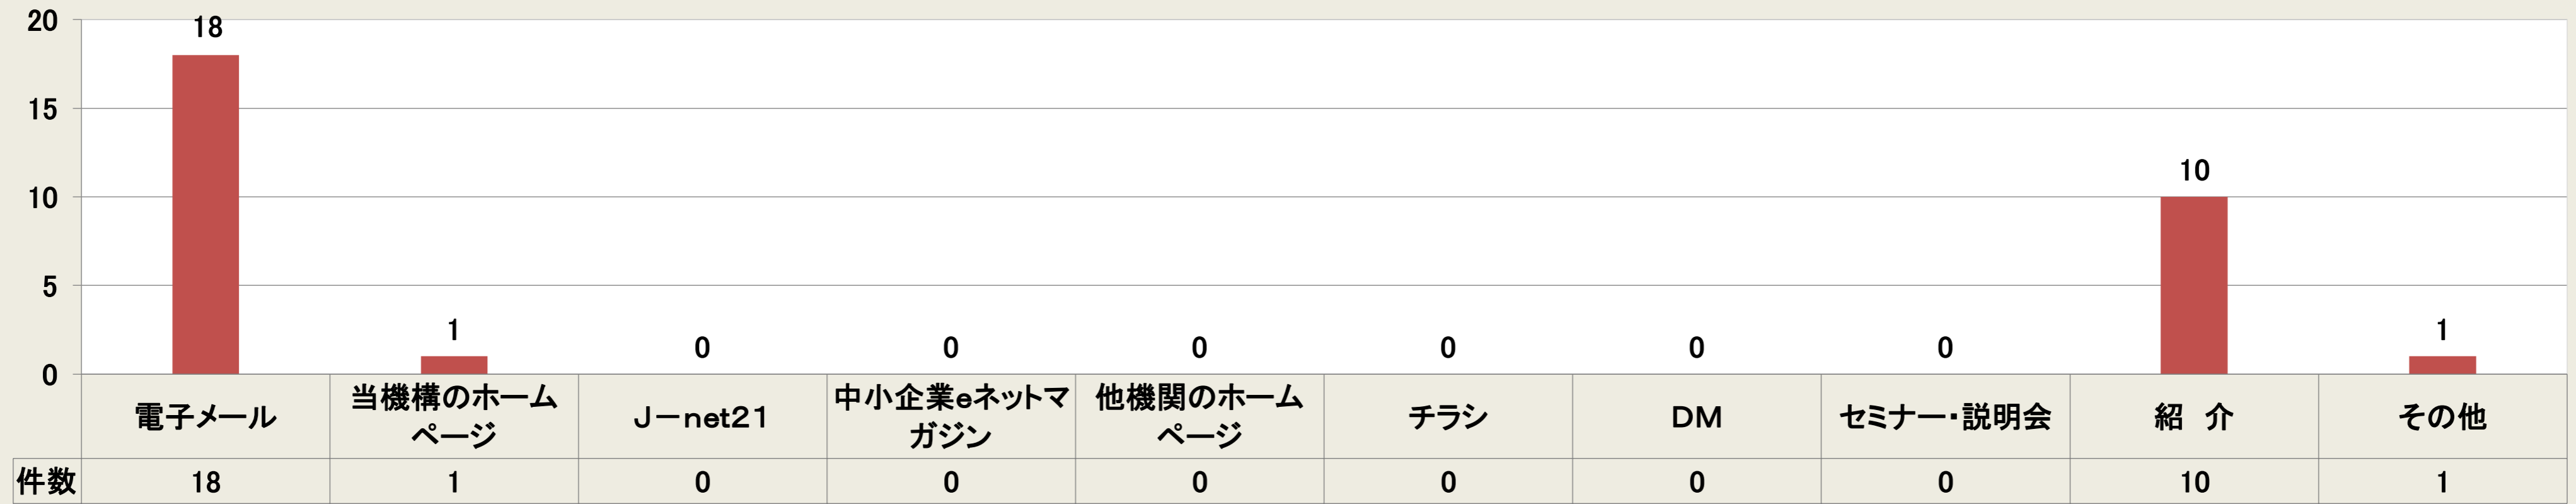 20
18
15
10
10
5
1
0
0
0
0
0
0
1
0
電子メール
当機構のホーム
ページ
J－net21
中小企業eネットマ
ガジン
他機関のホーム
ページ
チラシ
DM
セミナー・説明会
紹　介
その他
件数 18 1 0 0 0 0 0 0 10 1